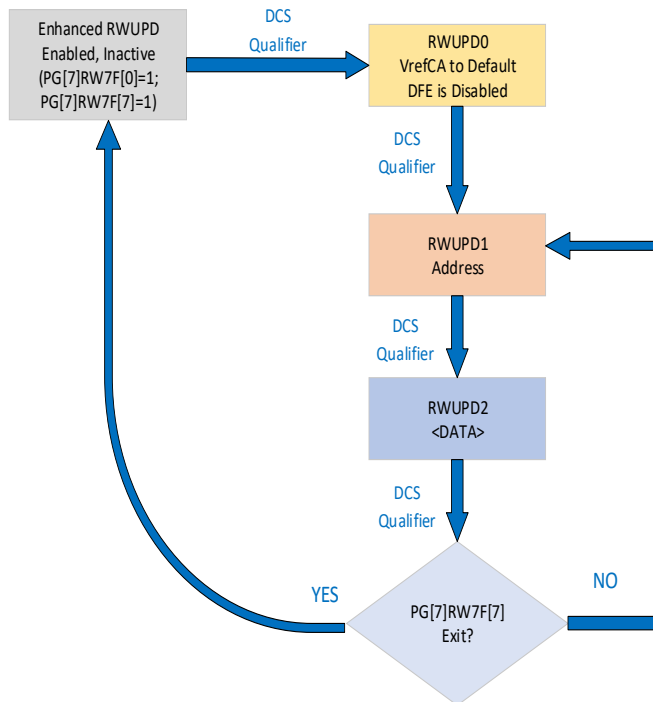 Enhanced RWUPD
Enabled, Inactive
(PG[7]RW7F[0]=1;
PG[7]RW7F[7]=1)
DCS
Qualifier
RWUPD0
VrefCA to Default
DFE is Disabled
DCS
Qualifier
RWUPD1
Address
DCS
Qualifier
RWUPD2
<DATA>
DCS
Qualifier
PG[7]RW7F[7]
Exit?
YES
NO